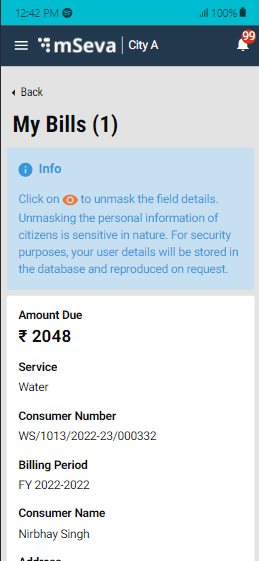 12:42 PM 100%
mSeva City A 99
Back
My Bills (1)
Info
Click on to unmask the field details.
Unmasking the personal information of
citizens is sensitive in nature. For security
purposes, your user details will be stored in
the database and reproduced on request.
Amount Due
₹ 2048
Service
Water
Consumer Number
WS/1013/2022-23/000332
Billing Period
FY 2022-2022
Consumer Name
Nirbhay Singh
Address